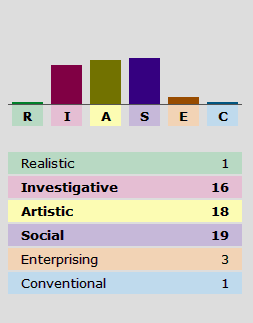 R I A S E C
Realistic 1
Investigative 16
Artistic 18
Social 19
Enterprising 3
Conventional 1